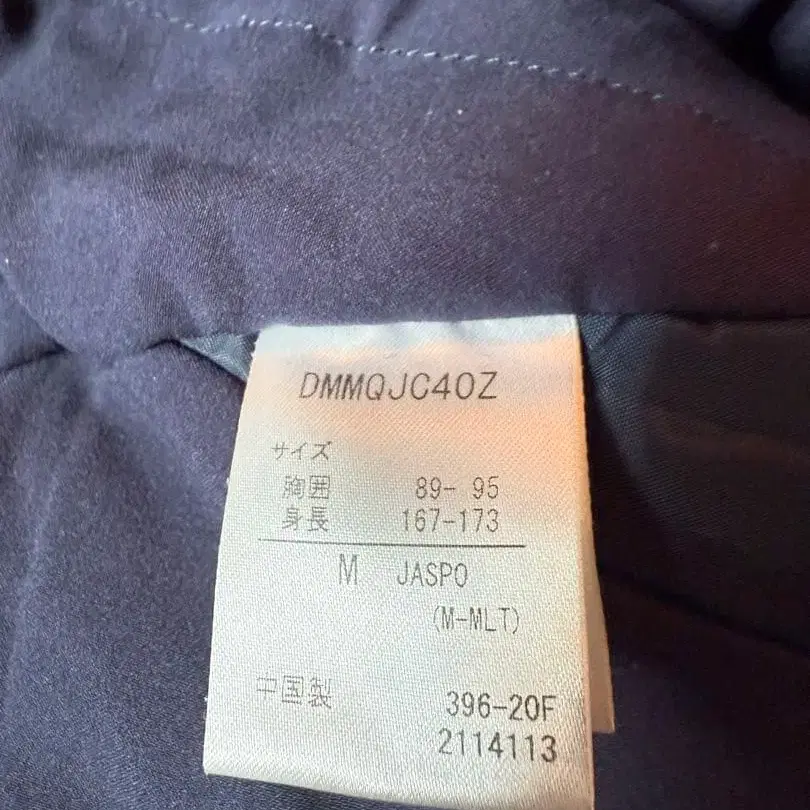 DMMQJC40Z
サイズ
胸囲 89- 95
身長 167-173
M JASPO
(M-MLT)
中国製 396-20F
2114113